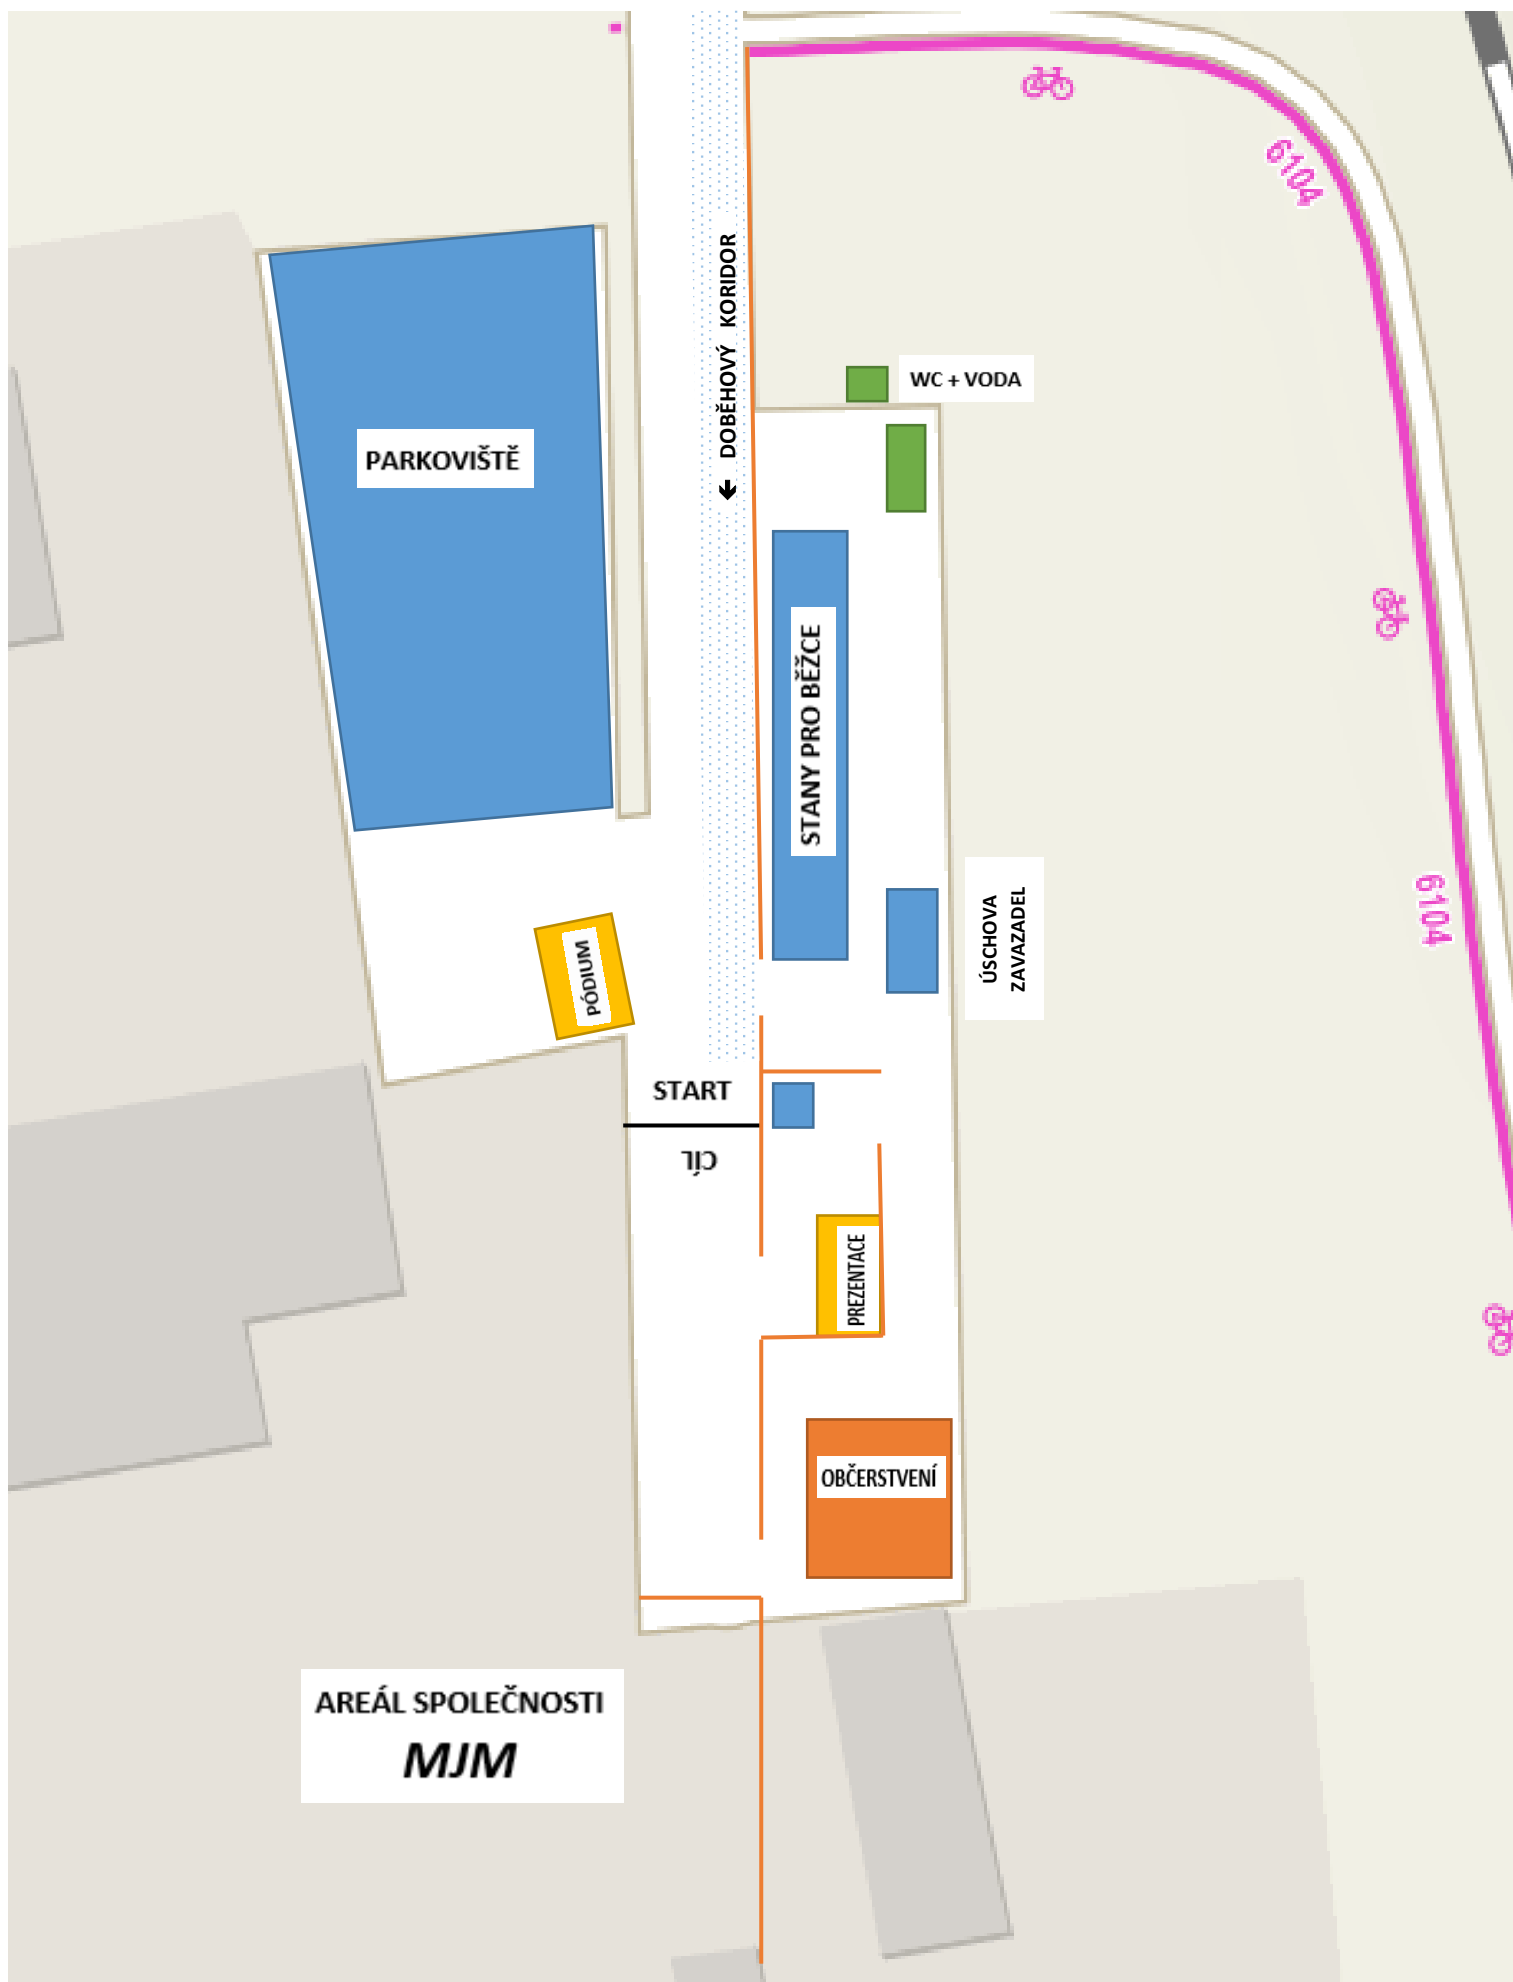 6104
DOBĚHOVÝ KORIDOR
WC + VODA
PARKOVIŠTĚ
STANY PRO BĚŽCE
ÚSCHOVA
ZAVAZADEL
6104
PÓDIUM
START
CÍL
PREZENTACE
OBČERSTVENÍ
AREÁL SPOLEČNOSTI
MJM